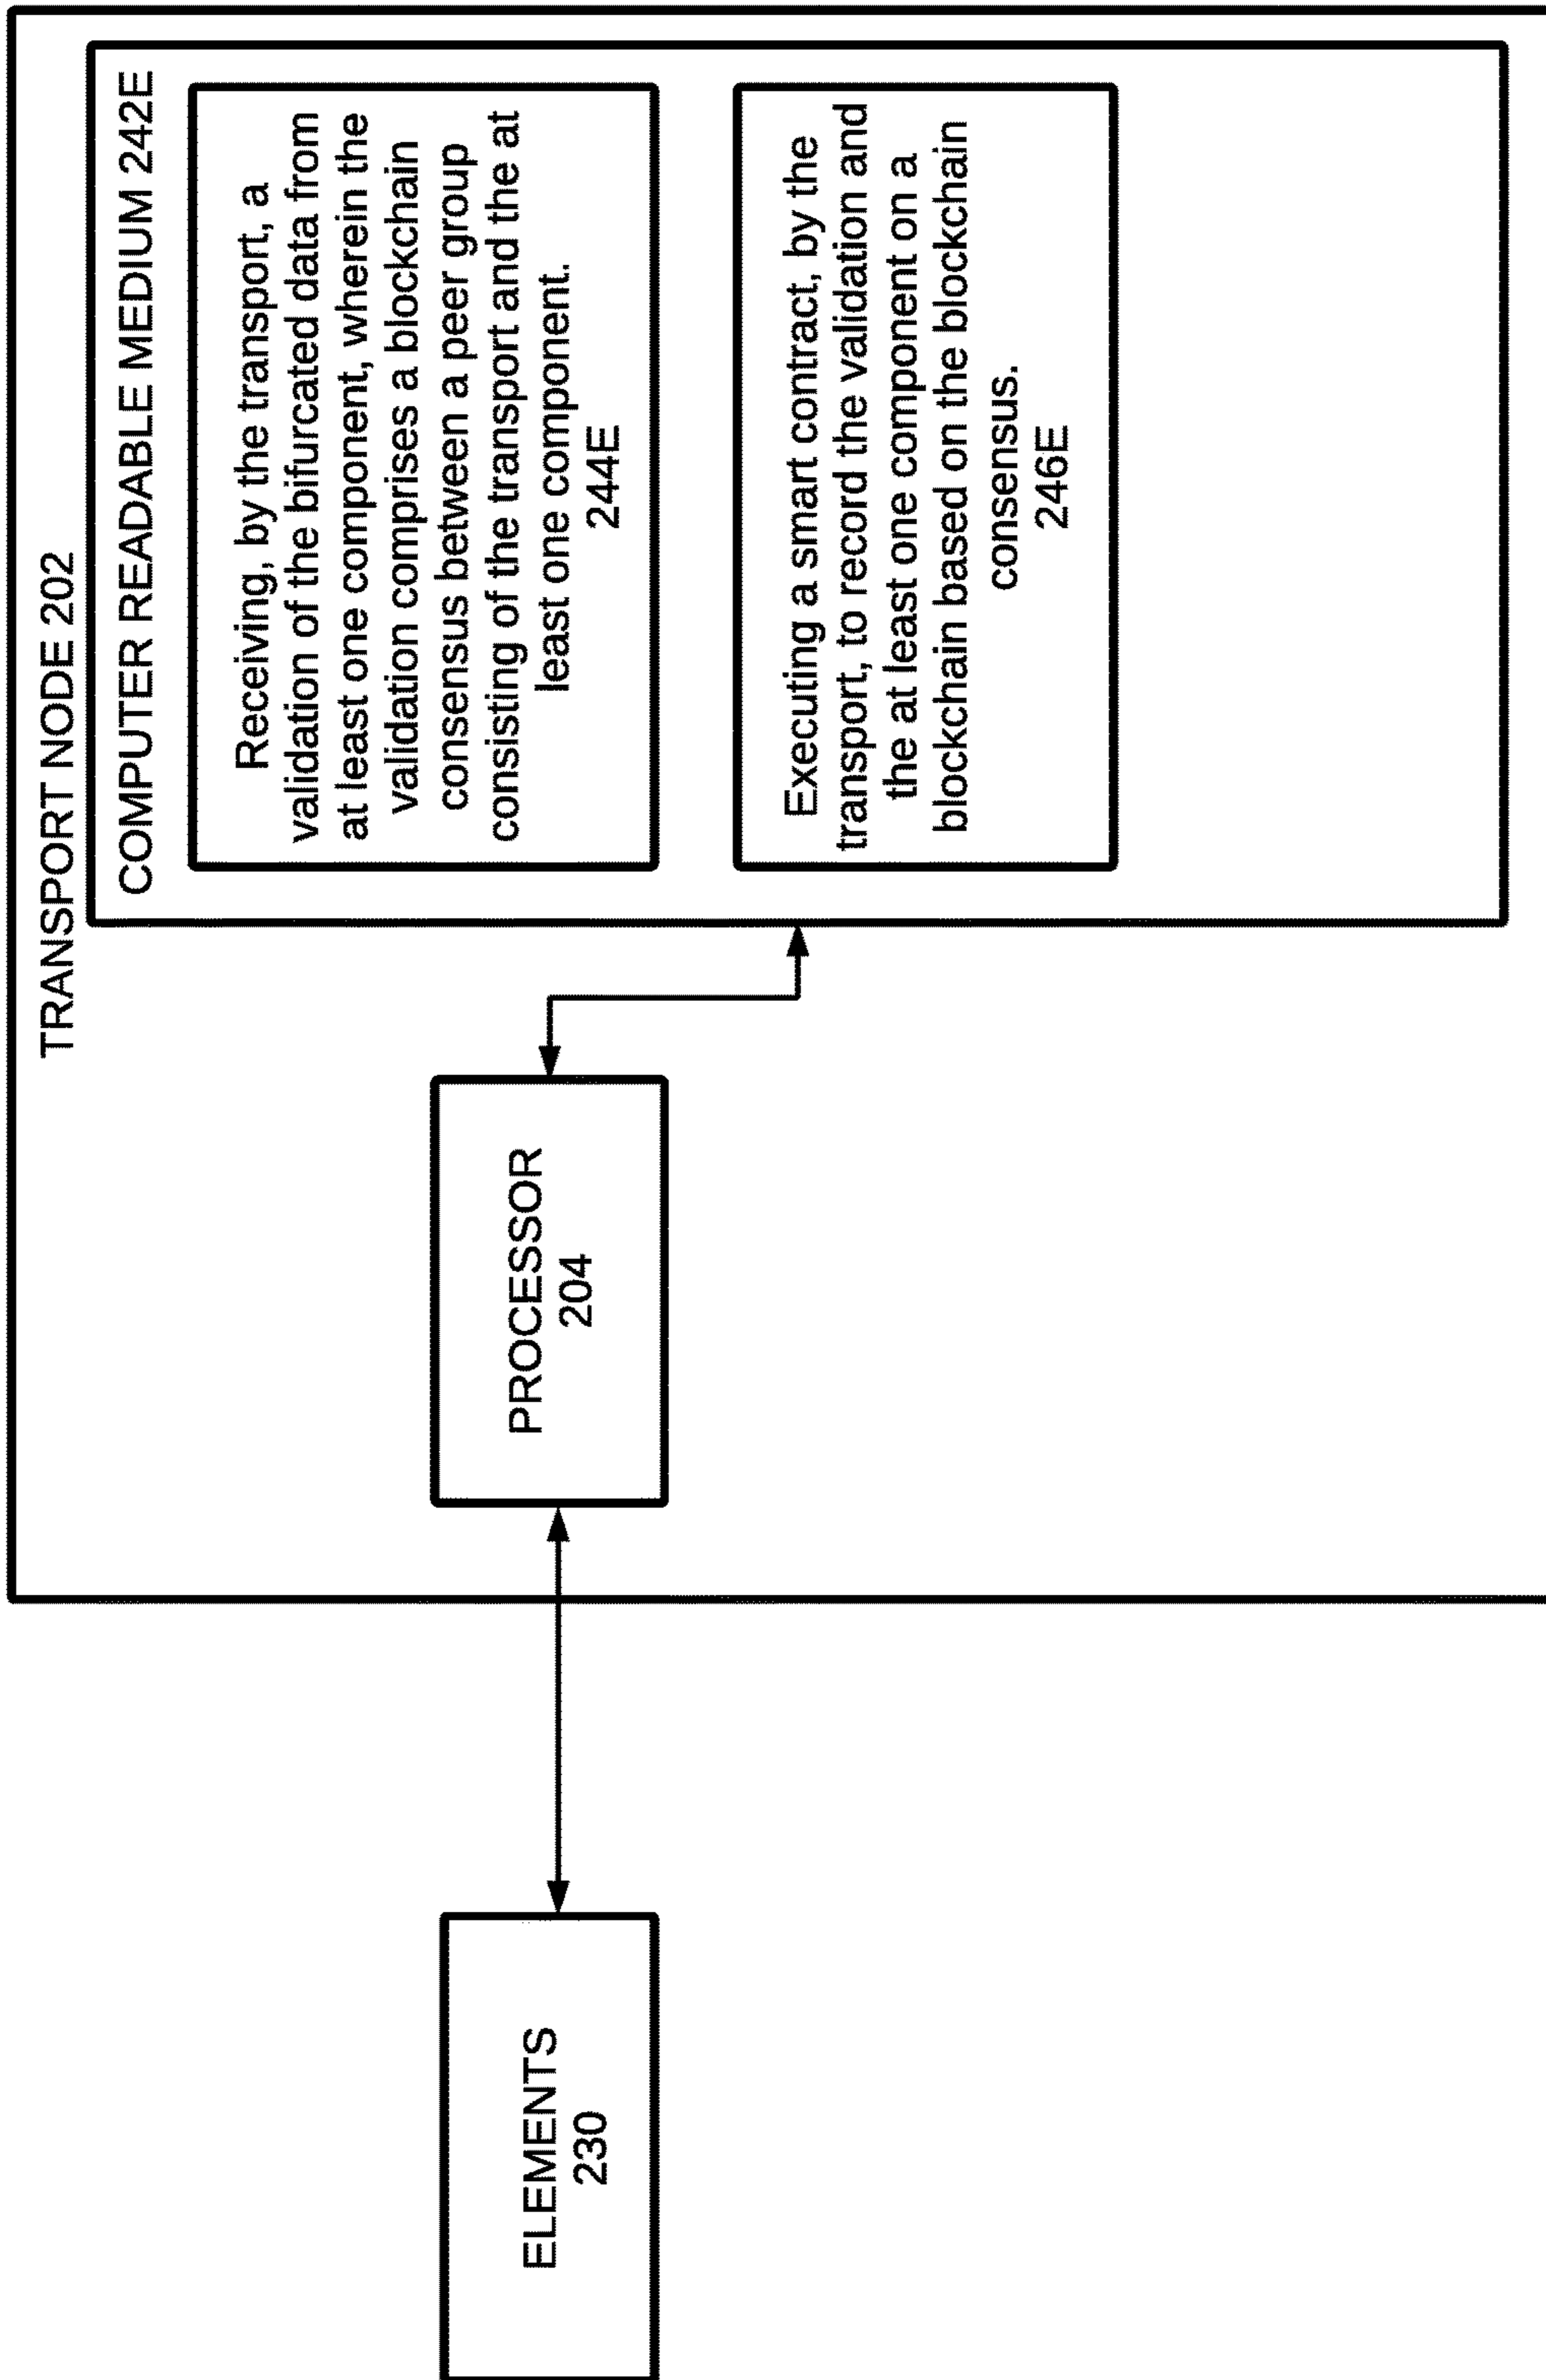 TRANSPORT NODE 202
COMPUTER READABLE MEDIUM 242E
Receiving, by the transport, a
validation of the bifurcated data from
at least one component, wherein the
validation comprises a blockchain
consensus between a peer group
consisting of the transport and the at
least one component.
244E
Executing a smart contract, by the
transport, to record the validation and
the at least one component on a
blockchain based on the blockchain
consensus.
246E
PROCESSOR
204
ELEMENTS
230